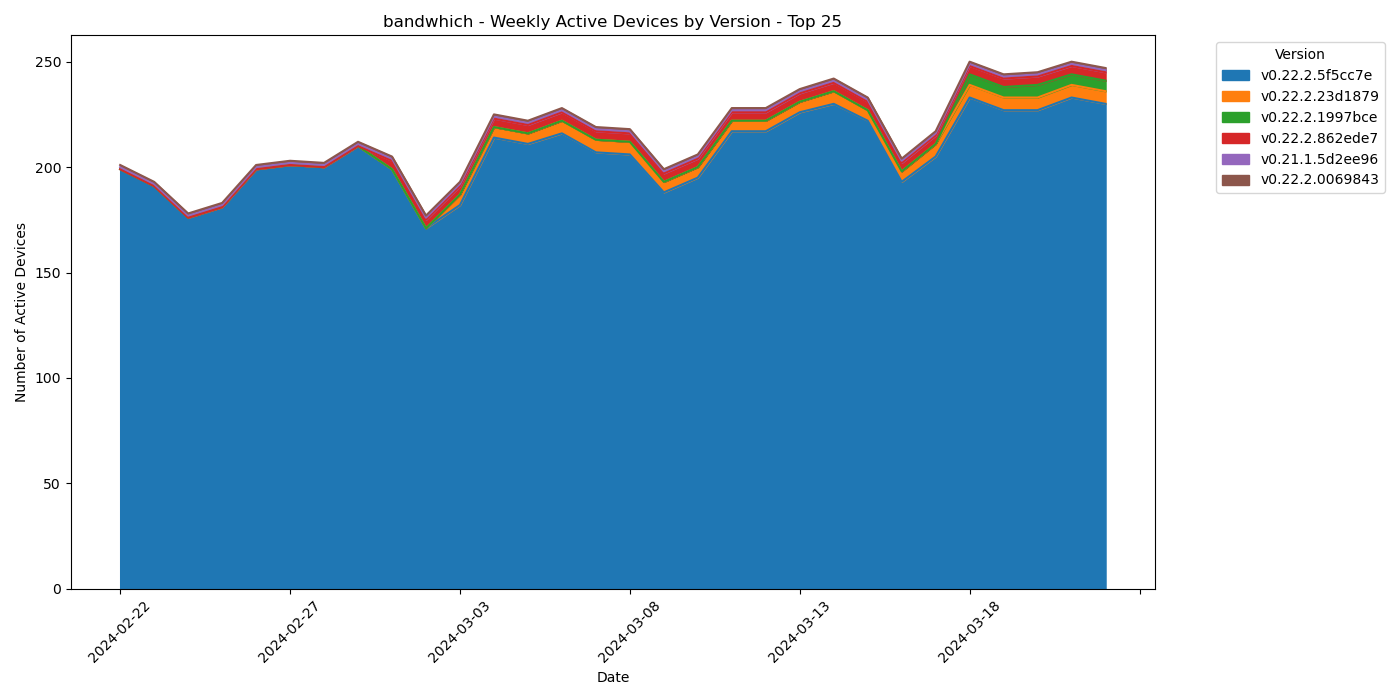 bandwhich - Weekly Active Devices by Version - Top 25
Number of Active Devices
250
200
150
100
50
0
2024-02-22
2024-02-27
2024-03-03
2024-03-08
2024-03-13
2024-03-18
Date
Version
v0.22.2.5f5cc7e
v0.22.2.23d1879
v0.22.2.1997bce
v0.22.2.862ede7
v0.21.1.5d2ee96
v0.22.2.0069843